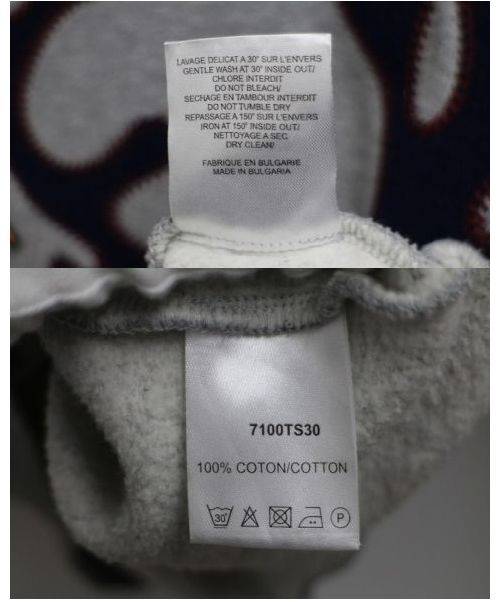 LAVAGE DELICAT A 30° SUR L'ENVERS
GENTLE WASH AT 30° INSIDE OUT/
CHLORE INTERDIT
DO NOT BLEACH/
SECHAGE EN TAMBOUR INTERDIT
DO NOT TUMBLE DRY
REPASSAGE A 150° SUR L'ENVERS
IRON AT 150° INSIDE OUT/
NETTOYAGE A SEC
DRY CLEAN/
FABRIQUE EN BULGARIE
MADE IN BULGARIA
7100TS30
100% COTON/COTTON
30° P